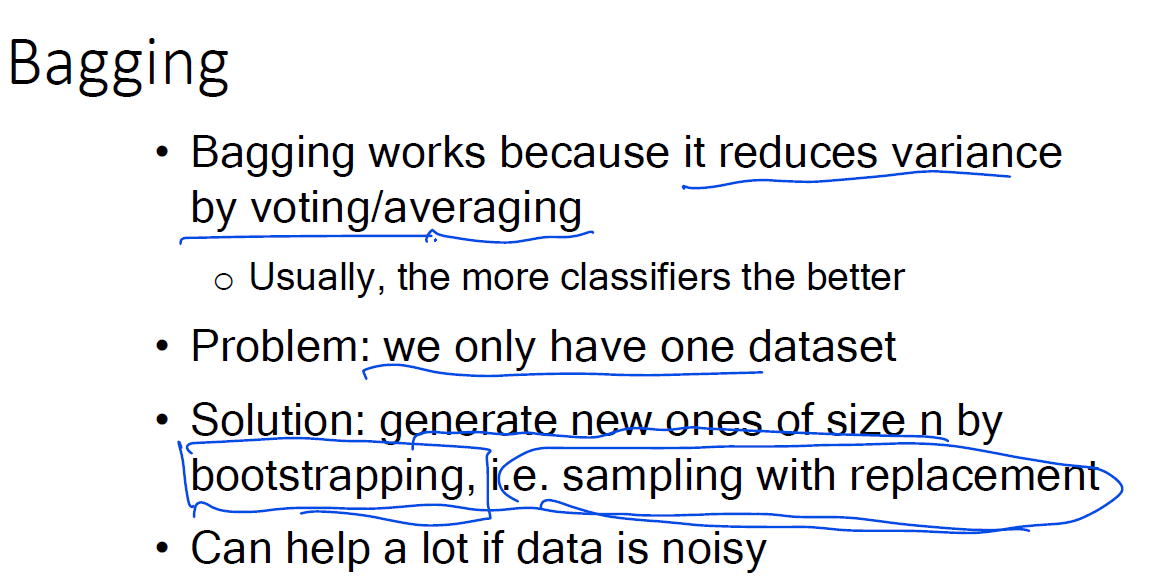 Bagging
• Bagging works because it reduces variance
by voting/averaging
○ Usually, the more classifiers the better
• Problem: we only have one dataset
• Solution: generate new ones of size n by
bootstrapping, i.e. sampling with replacement
• Can help a lot if data is noisy